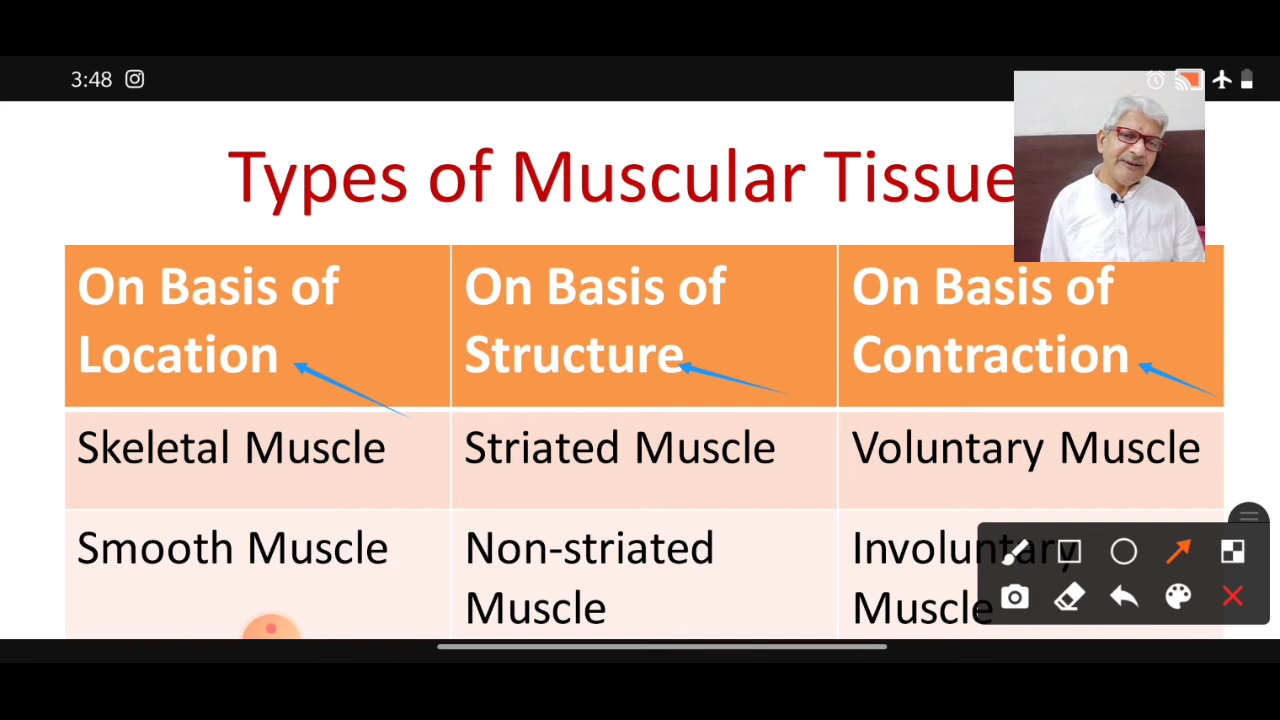 3:48
Types of Muscular Tissue
On Basis of
Location
On Basis of
Structure
On Basis of
Contraction
Skeletal Muscle
Striated Muscle
Voluntary Muscle
Smooth Muscle
Non-striated
Muscle
Involuntary
Muscle